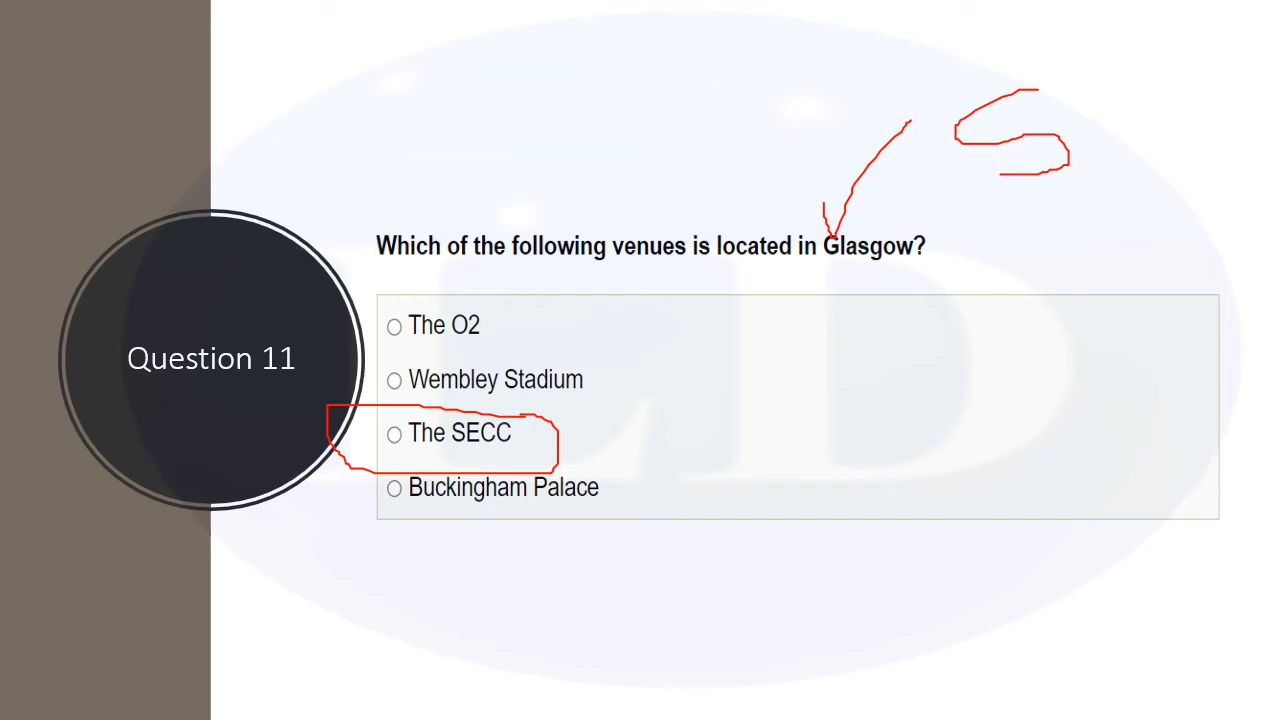 S
Which of the following venues is located in Glasgow?
The O2
Question 11
Wembley Stadium
The SECC
Buckingham Palace